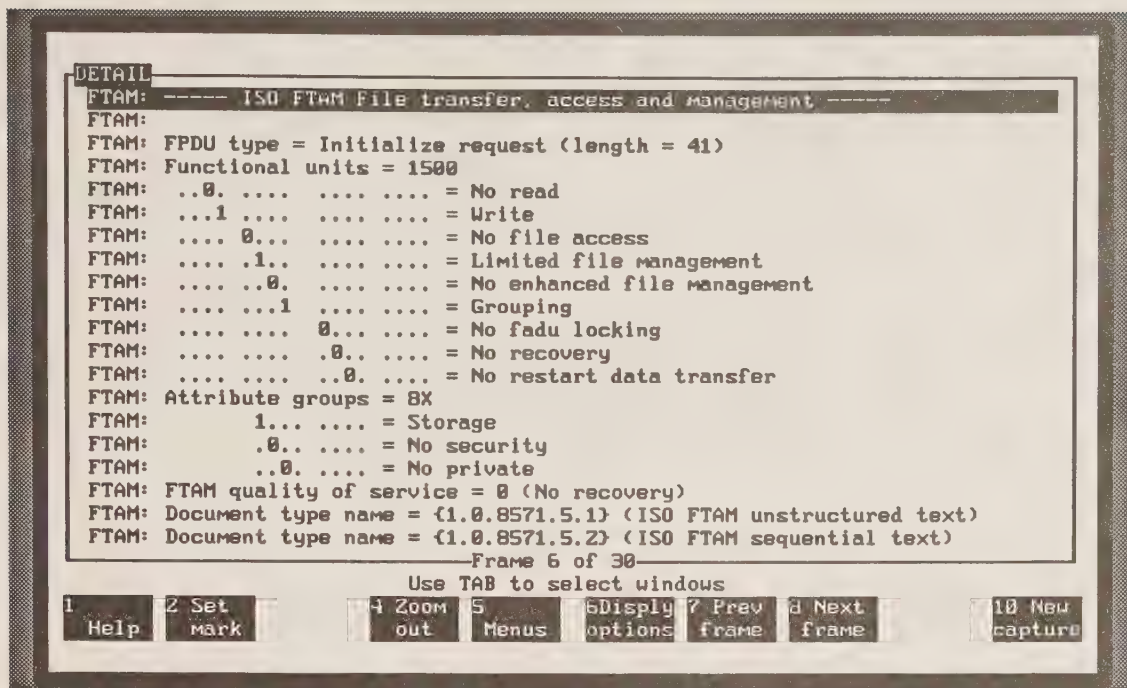 DETAIL
FTAM: ----- ISO FTAM File transfer, access and management -----
FTAM:
FTAM: FPDU type = Initialize request (length = 41)
FTAM: Functional units = 1500
FTAM: ..0. .... .... .... = No read
FTAM: ...1 .... .... .... = Write
FTAM: .... 0... .... .... = No file access
FTAM: .... .1.. .... .... = Limited file management
FTAM: .... ..0. .... .... = No enhanced file management
FTAM: .... ...1 .... .... = Grouping
FTAM: .... .... 0... .... = No fadu locking
FTAM: .... .... .0.. .... = No recovery
FTAM: .... .... ..0. .... = No restart data transfer
FTAM: Attribute groups = 8X
FTAM: 1... .... = Storage
FTAM: .0.. .... = No security
FTAM: ..0. .... = No private
FTAM: FTAM quality of service = 0 (No recovery)
FTAM: Document type name = {1.0.8571.5.1} (ISO FTAM unstructured text)
FTAM: Document type name = {1.0.8571.5.2} (ISO FTAM sequential text)
Frame 6 of 30
Use TAB to select windows
1 Help 2 Set mark 4 Zoom out 5 Menus 6Disply options 7 Prev frame 8 Next frame 10 New capture